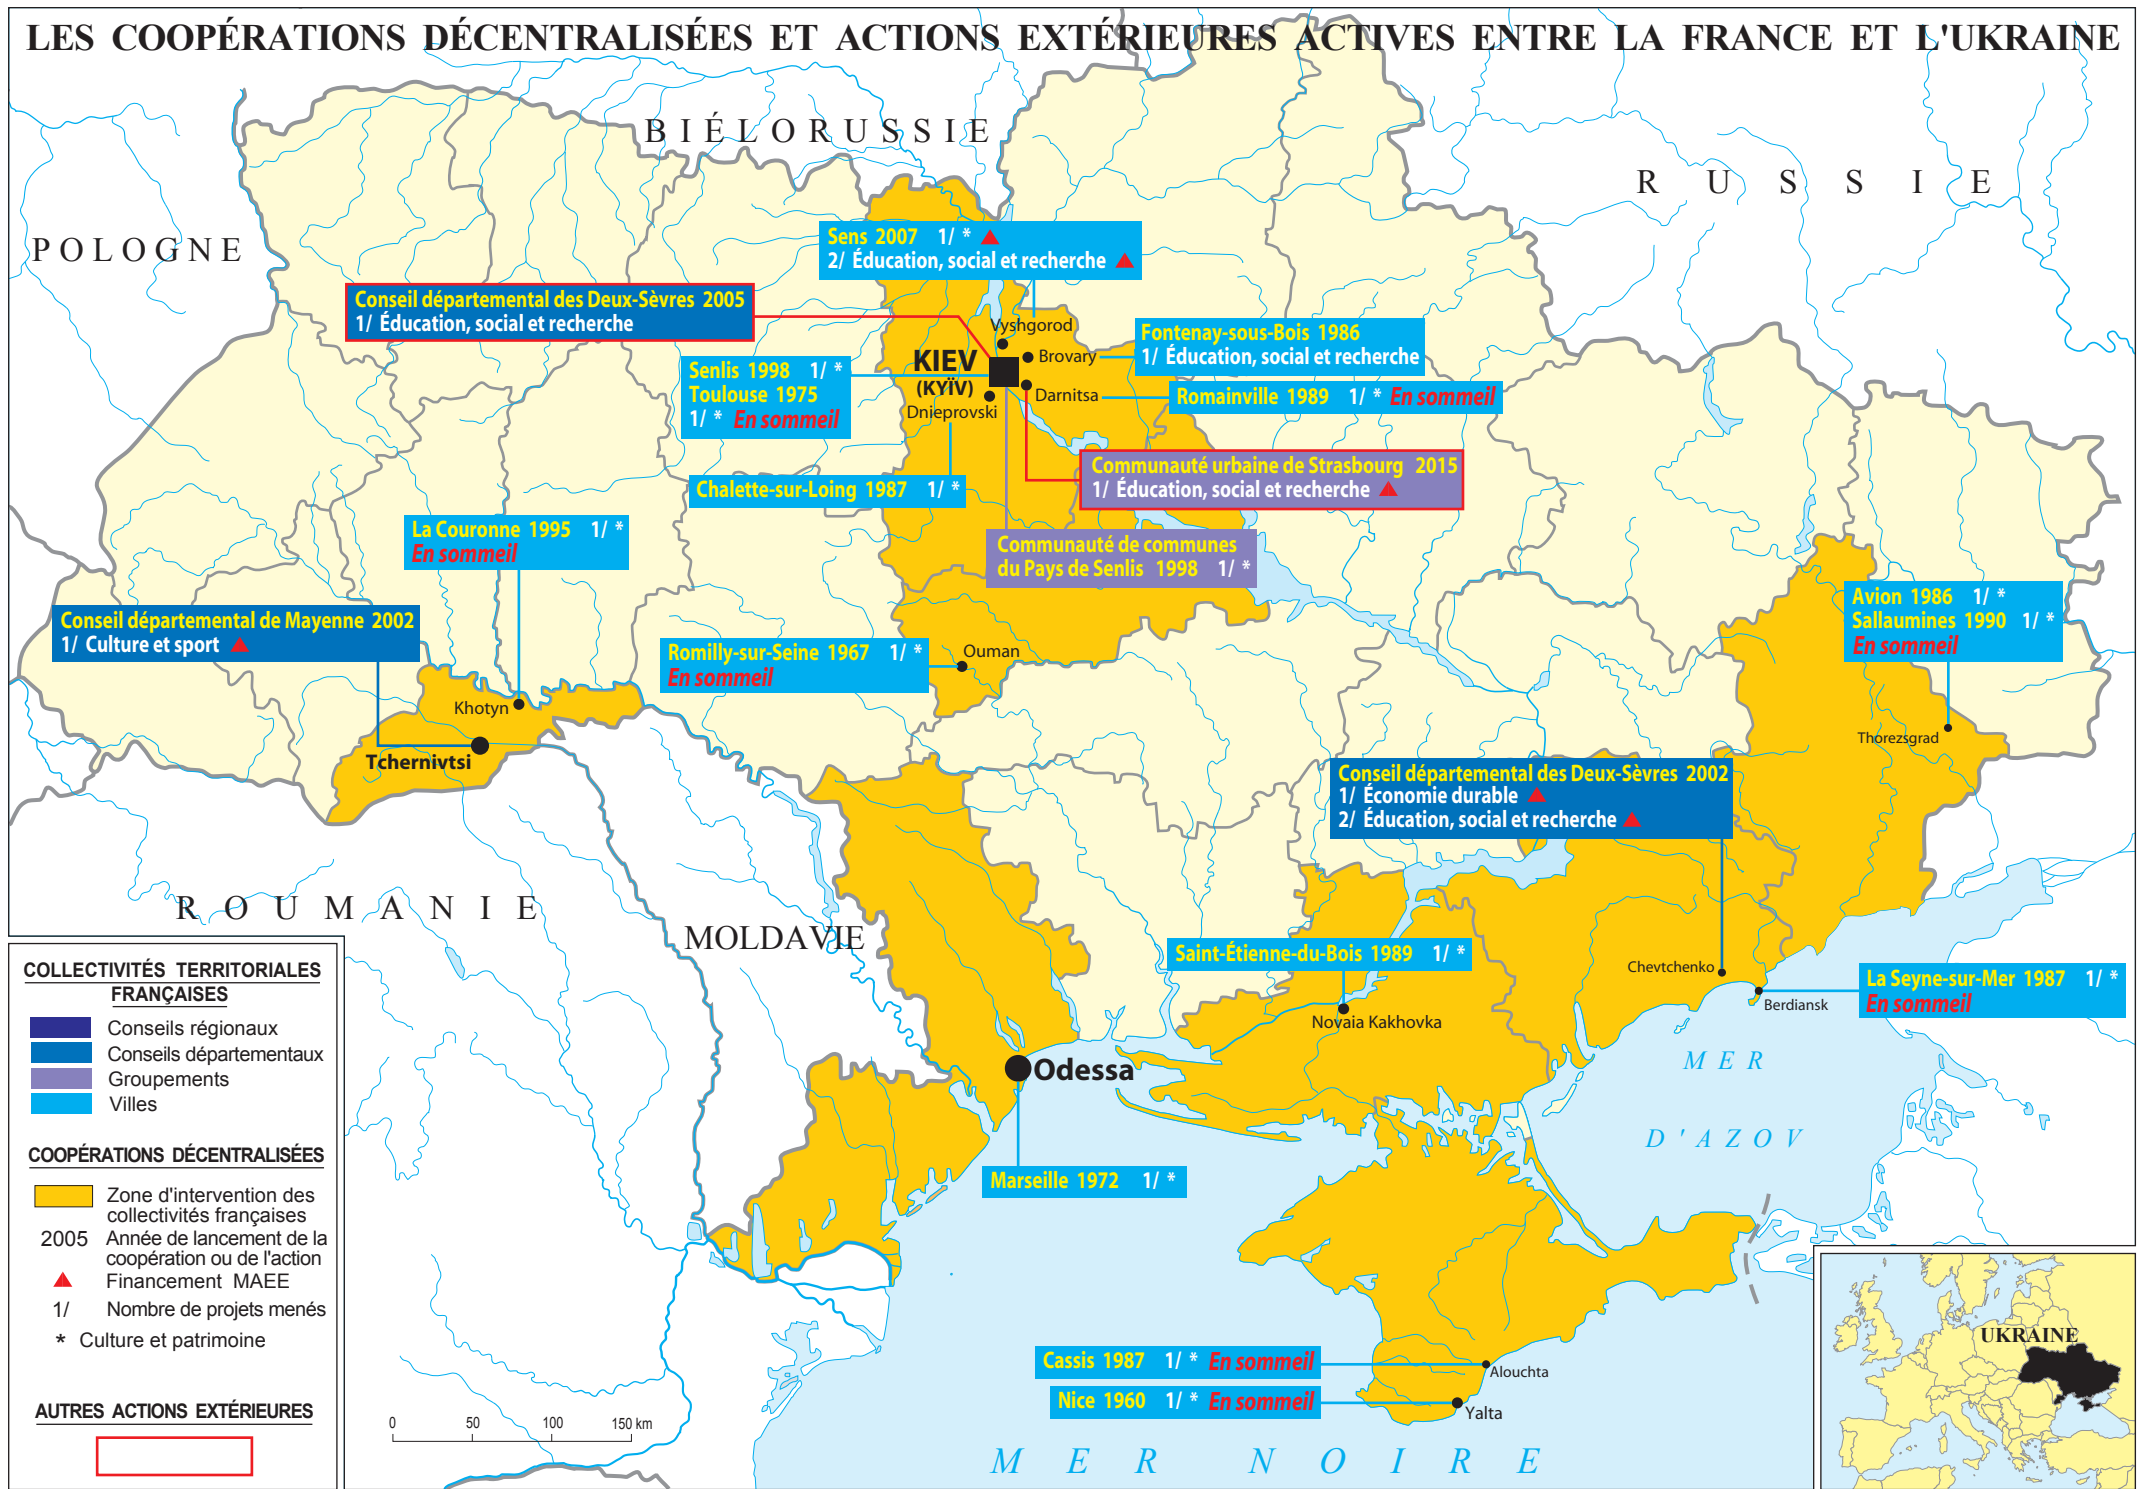 LES COOPÉRATIONS DÉCENTRALISÉES ET ACTIONS EXTÉRIEURES ACTIVES ENTRE LA FRANCE ET L'UKRAINE
BIÉLORUSSIE
RUSSIE
POLOGNE
Sens 2007 1/ * ▲
2/ Éducation, social et recherche ▲
Conseil départemental des Deux-Sèvres 2005
1/ Éducation, social et recherche
Vyshgorod
Fontenay-sous-Bois 1986
1/ Éducation, social et recherche
Brovary
KIEV
(KYÏV)
Senlis 1998 1/ *
Toulouse 1975
1/ * En sommeil
Darnitsa
Romainville 1989 1/ * En sommeil
Dnieprovski
Communauté urbaine de Strasbourg 2015
1/ Éducation, social et recherche ▲
Chalette-sur-Loing 1987 1/ *
La Couronne 1995 1/ *
En sommeil
Communauté de communes
du Pays de Senlis 1998 1/ *
Avion 1986 1/ *
Sallaumines 1990 1/ *
En sommeil
Conseil départemental de Mayenne 2002
1/ Culture et sport ▲
Romilly-sur-Seine 1967 1/ *
En sommeil
Ouman
Khotyn
Tchernivtsi
Thorezsgrad
Conseil départemental des Deux-Sèvres 2002
1/ Économie durable ▲
2/ Éducation, social et recherche ▲
ROUMANIE
MOLDAVIE
Saint-Étienne-du-Bois 1989 1/ *
Chevtchenko
La Seyne-sur-Mer 1987 1/ *
En sommeil
Berdiansk
Novaia Kakhovka
Odessa
MER
D'AZOV
Marseille 1972 1/ *
Cassis 1987 1/ * En sommeil
Alouchta
Nice 1960 1/ * En sommeil
Yalta
MER NOIRE
COLLECTIVITÉS TERRITORIALES
FRANÇAISES
Conseils régionaux
Conseils départementaux
Groupements
Villes
COOPÉRATIONS DÉCENTRALISÉES
Zone d'intervention des
collectivités françaises
2005 Année de lancement de la
coopération ou de l'action
▲ Financement MAEE
1/ Nombre de projets menés
* Culture et patrimoine
AUTRES ACTIONS EXTÉRIEURES
0 50 100 150 km
UKRAINE